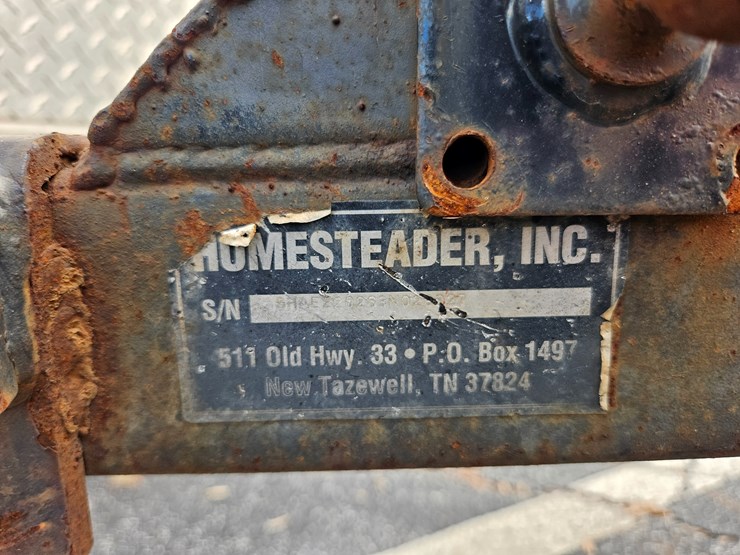 HOMESTEADER, INC.
S/N
511 Old Hwy. 33 • P.O. Box 1497
New Tazewell, TN 37824